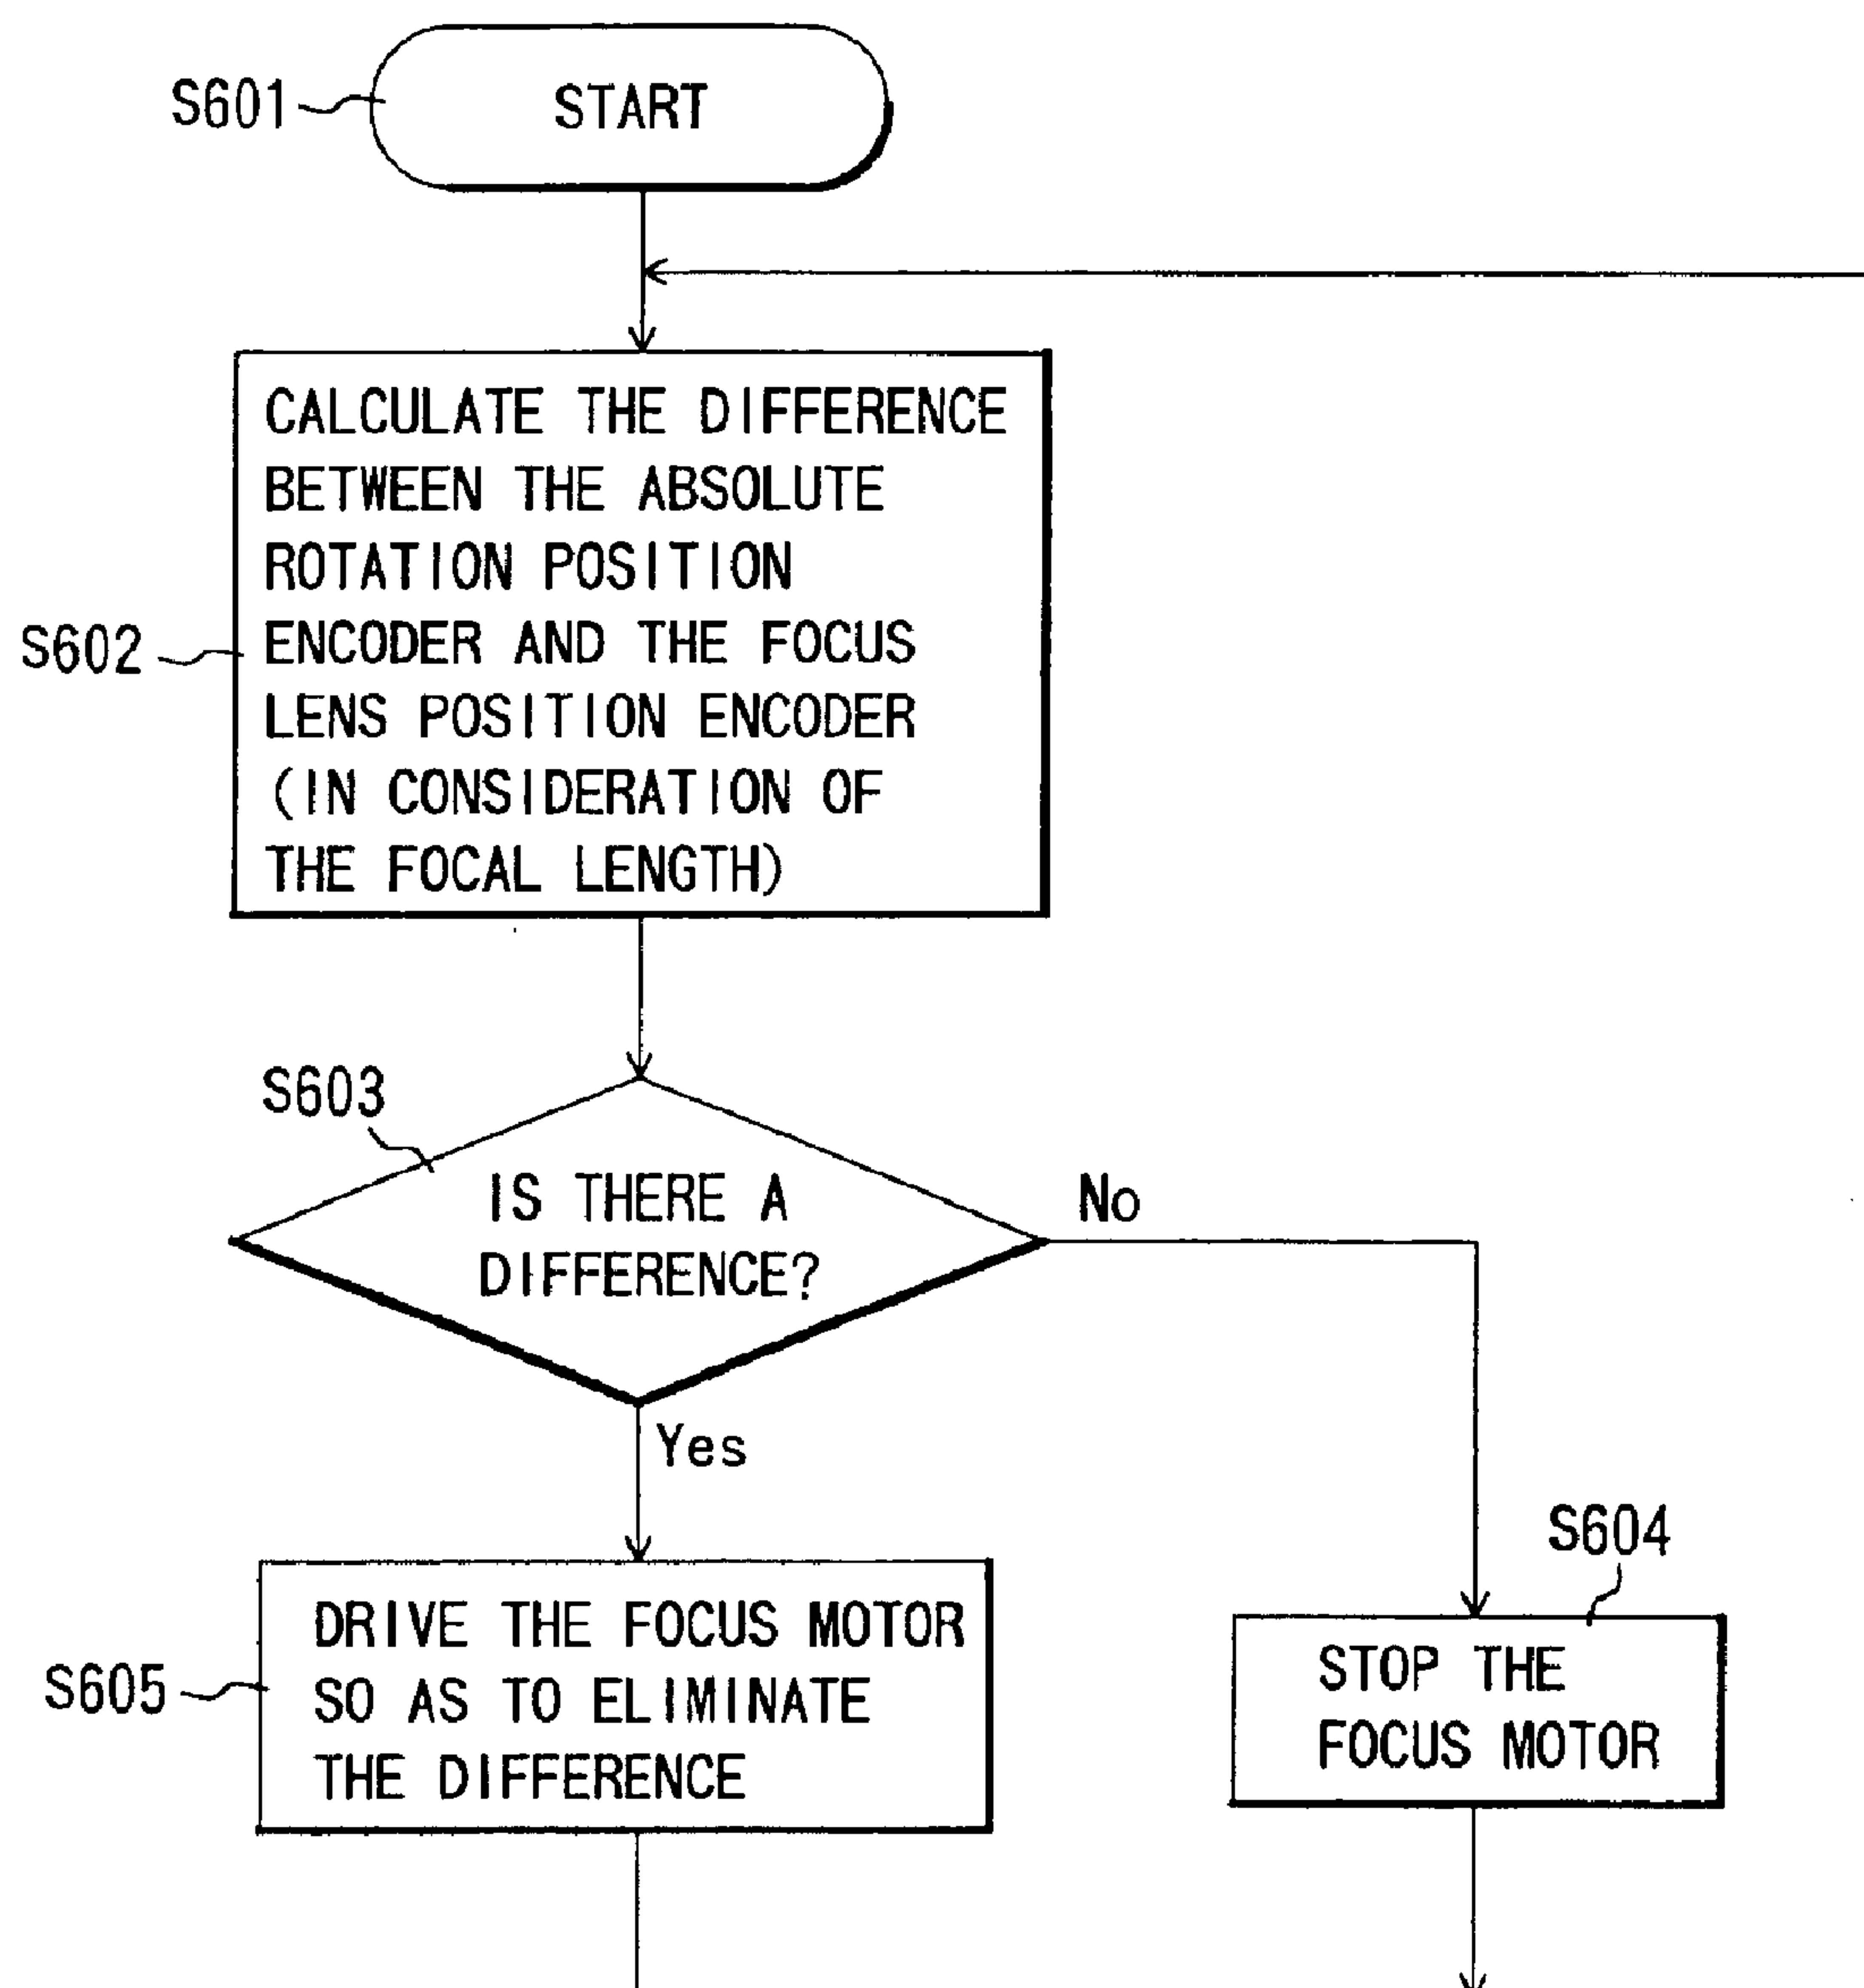 S601
START
CALCULATE THE DIFFERENCE
BETWEEN THE ABSOLUTE
ROTATION POSITION
ENCODER AND THE FOCUS
LENS POSITION ENCODER
(IN CONSIDERATION OF
THE FOCAL LENGTH)
S602
S603
IS THERE A
DIFFERENCE?
No
Yes
S604
STOP THE
FOCUS MOTOR
S605
DRIVE THE FOCUS MOTOR
SO AS TO ELIMINATE
THE DIFFERENCE